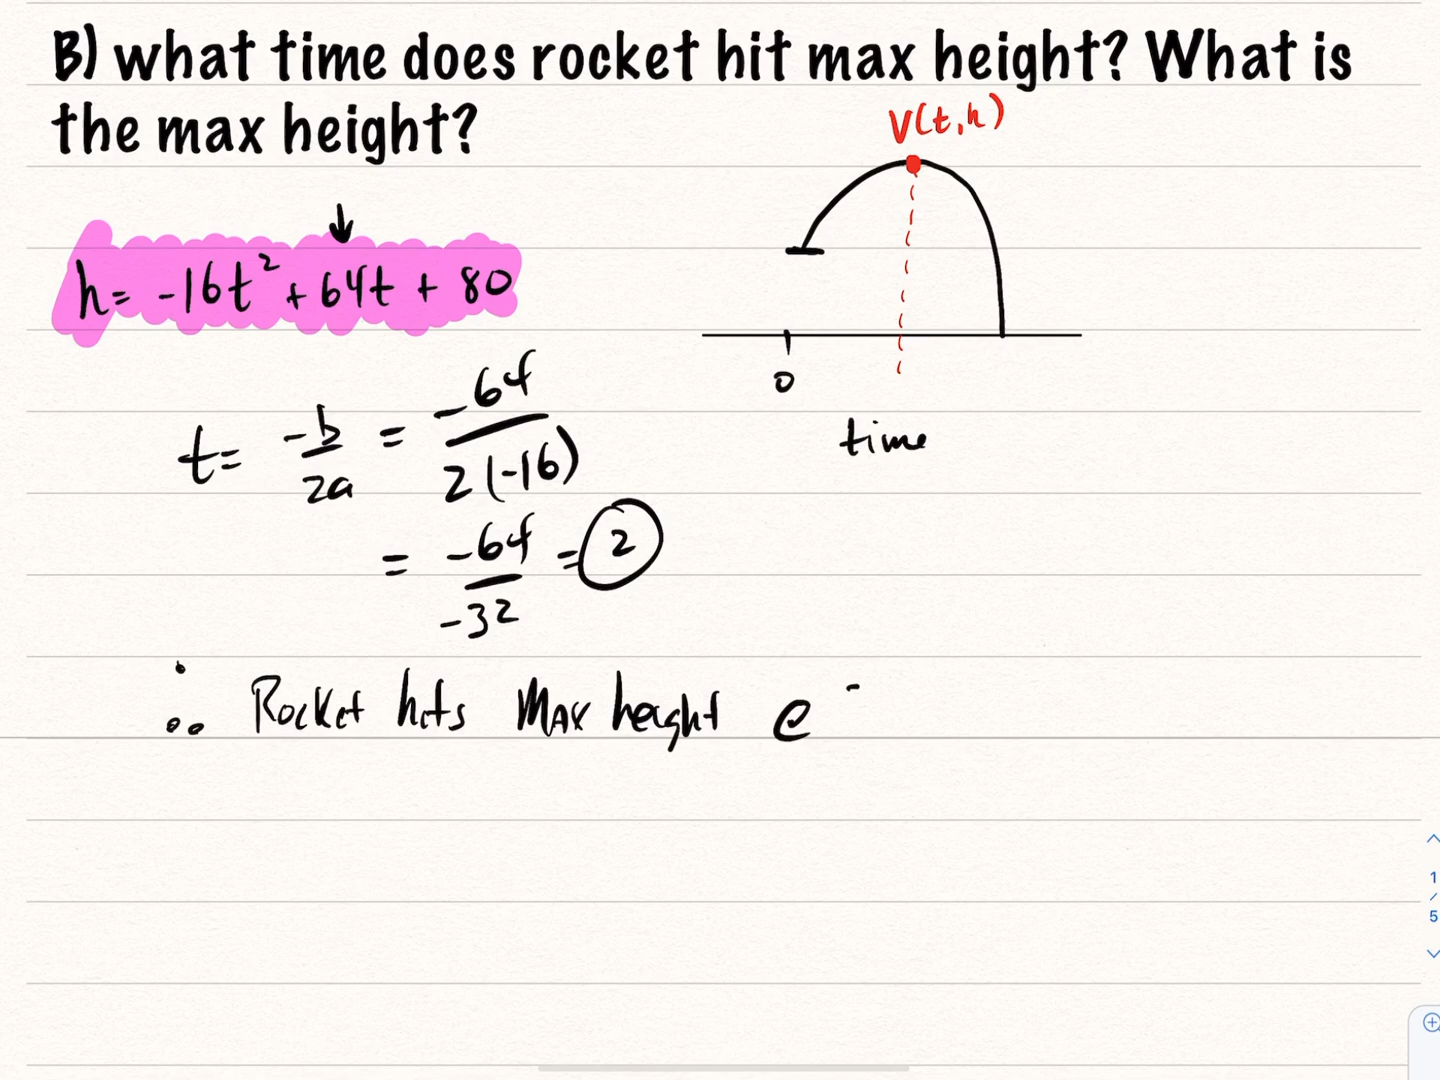 B) what time does rocket hit max height? What is
the max height?
V(t,h)
h= -16t² + 64t + 80
0
time
t= -b/2a = -64/2(-16)
= -64/-32 = 2
∴ Rocket hits Max height @
1
/
5